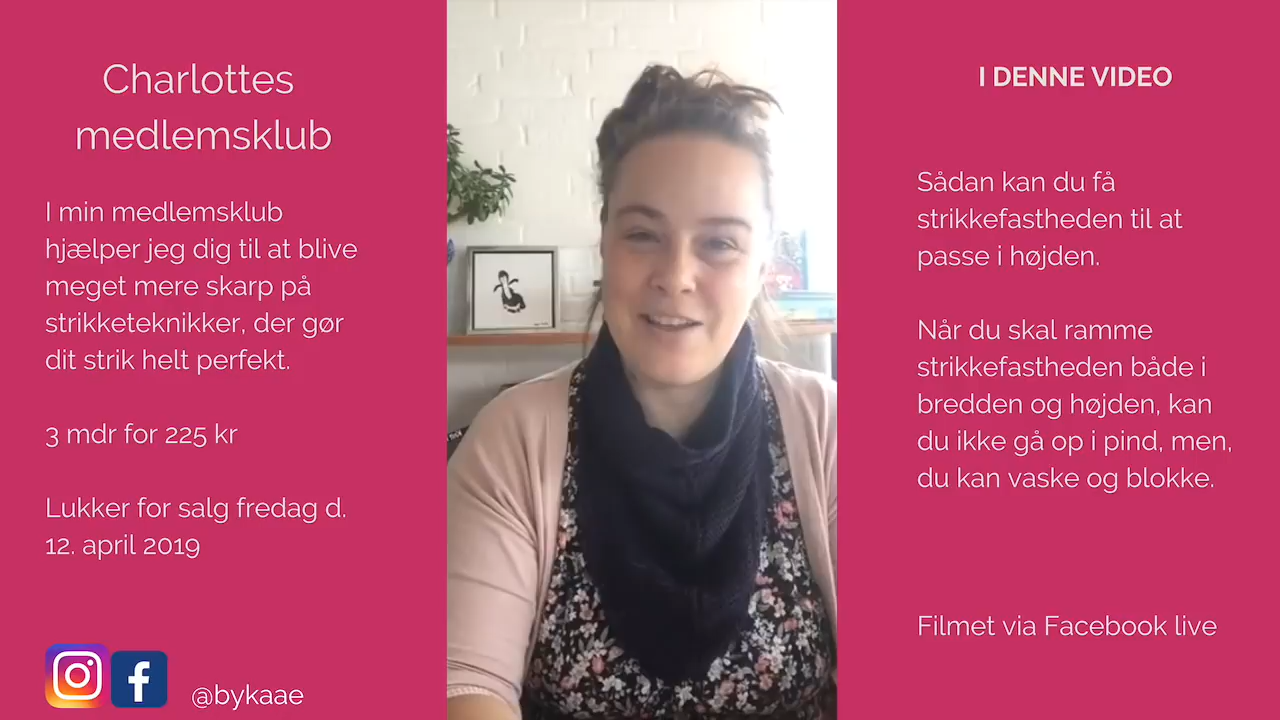 Charlottes
medlemsklub
I min medlemsklub
hjælper jeg dig til at blive
meget mere skarp på
strikketeknikker, der gør
dit strik helt perfekt.
3 mdr for 225 kr
Lukker for salg fredag d.
12. april 2019
@bykaae
I DENNE VIDEO
Sådan kan du få
strikkefastheden til at
passe i højden.
Når du skal ramme
strikkefastheden både i
bredden og højden, kan
du ikke gå op i pind, men,
du kan vaske og blokke.
Filmet via Facebook live